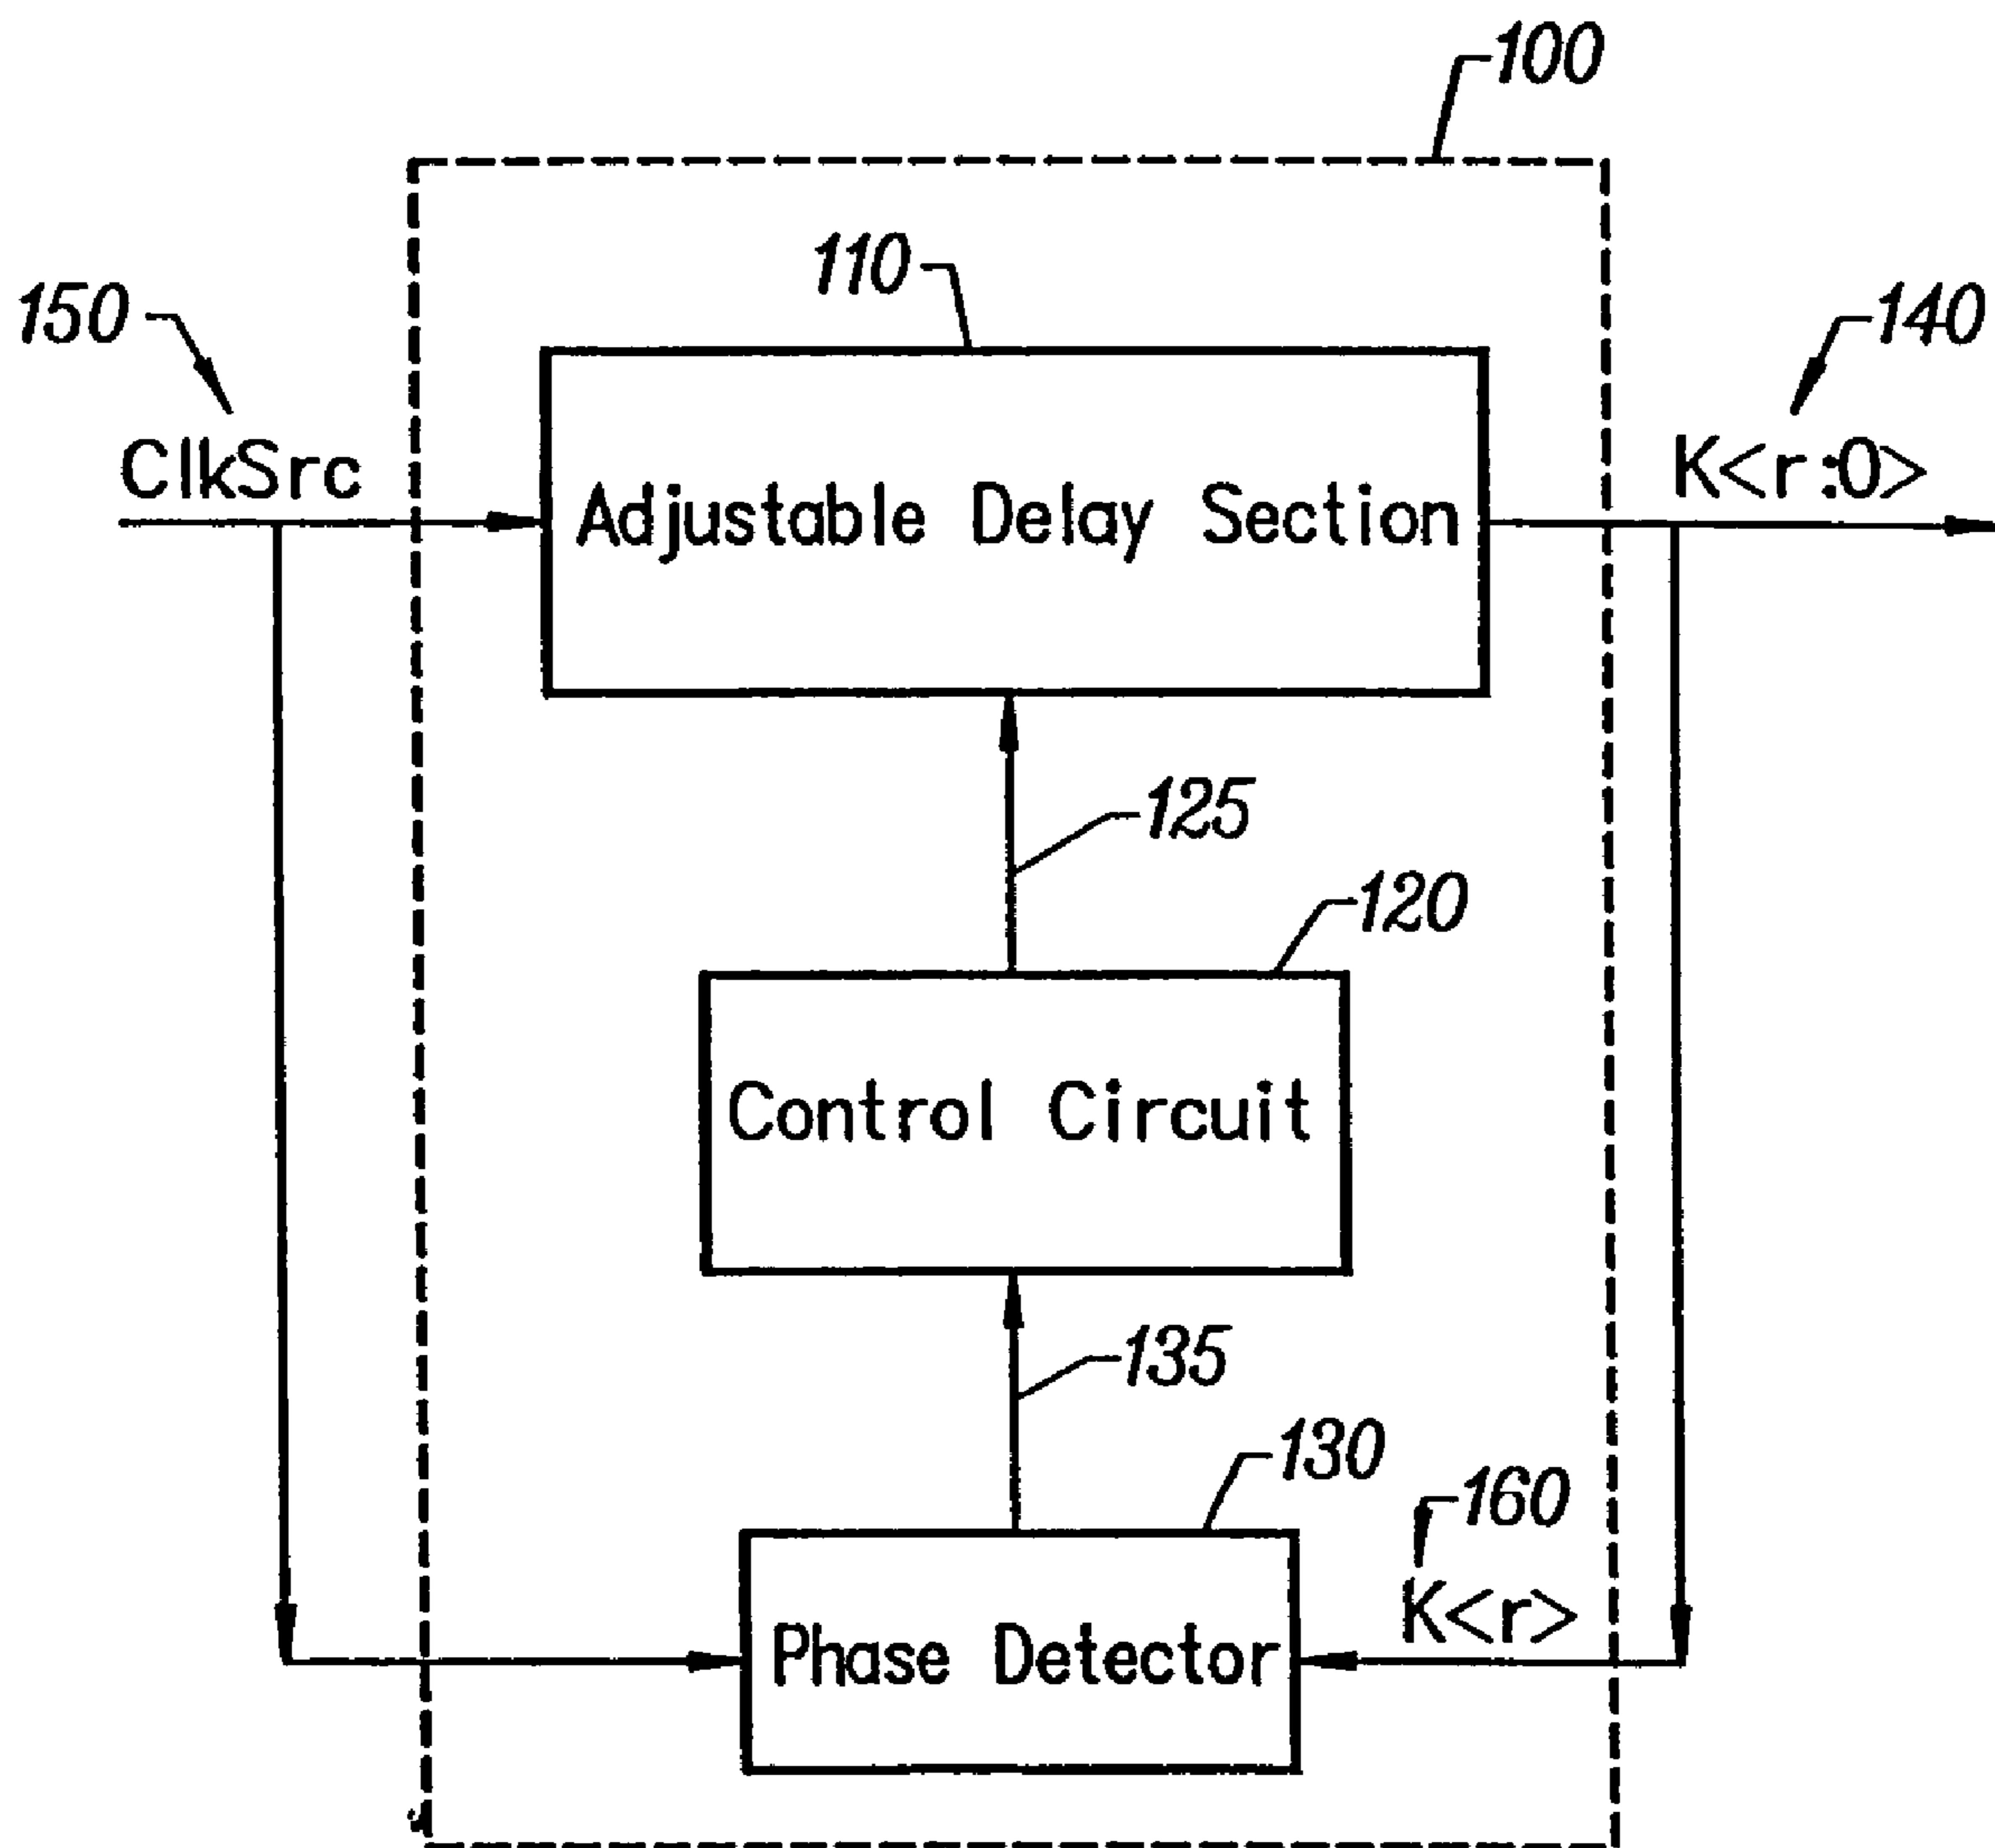 100
110
150
140
ClkSrc
K<r:0>
Adjustable Delay Section
125
120
Control Circuit
135
130
160
K<r>
Phase Detector